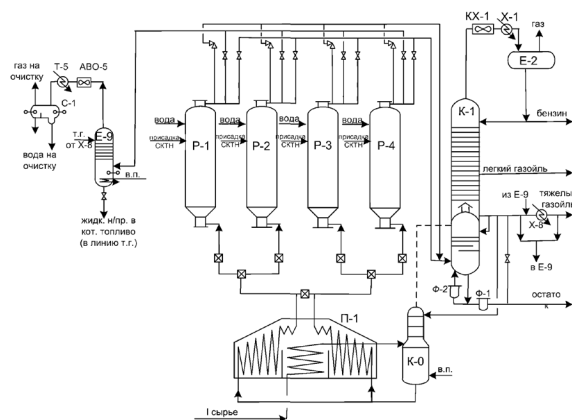 КХ-1
Х-1
газ
Е-2
газ на
очистку
Т-5
АВО-5
С-1
Е-9
т.г.
от Х-8
вода на
очистку
в.п.
жидк. н/пр. в
кот. топливо
(в линию т.г.)
вода
вода
вода
вода
присадка
СКТН
присадка
СКТН
присадка
СКТН
присадка
СКТН
Р-1
Р-2
Р-3
Р-4
К-1
бензин
легкий газойль
из Е-9
тяжелы
газойль
Х-8
в Е-9
Ф-2
Ф-1
остато
к
П-1
К-0
в.п.
I сырье